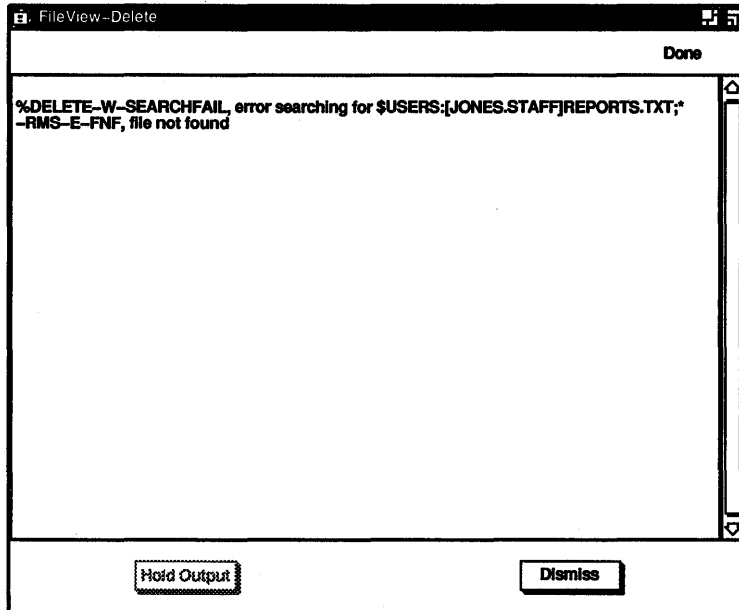 FileView–Delete
Done
%DELETE–W–SEARCHFAIL, error searching for $USERS:[JONES.STAFF]REPORTS.TXT;*
–RMS–E–FNF, file not found
Hold Output
Dismiss